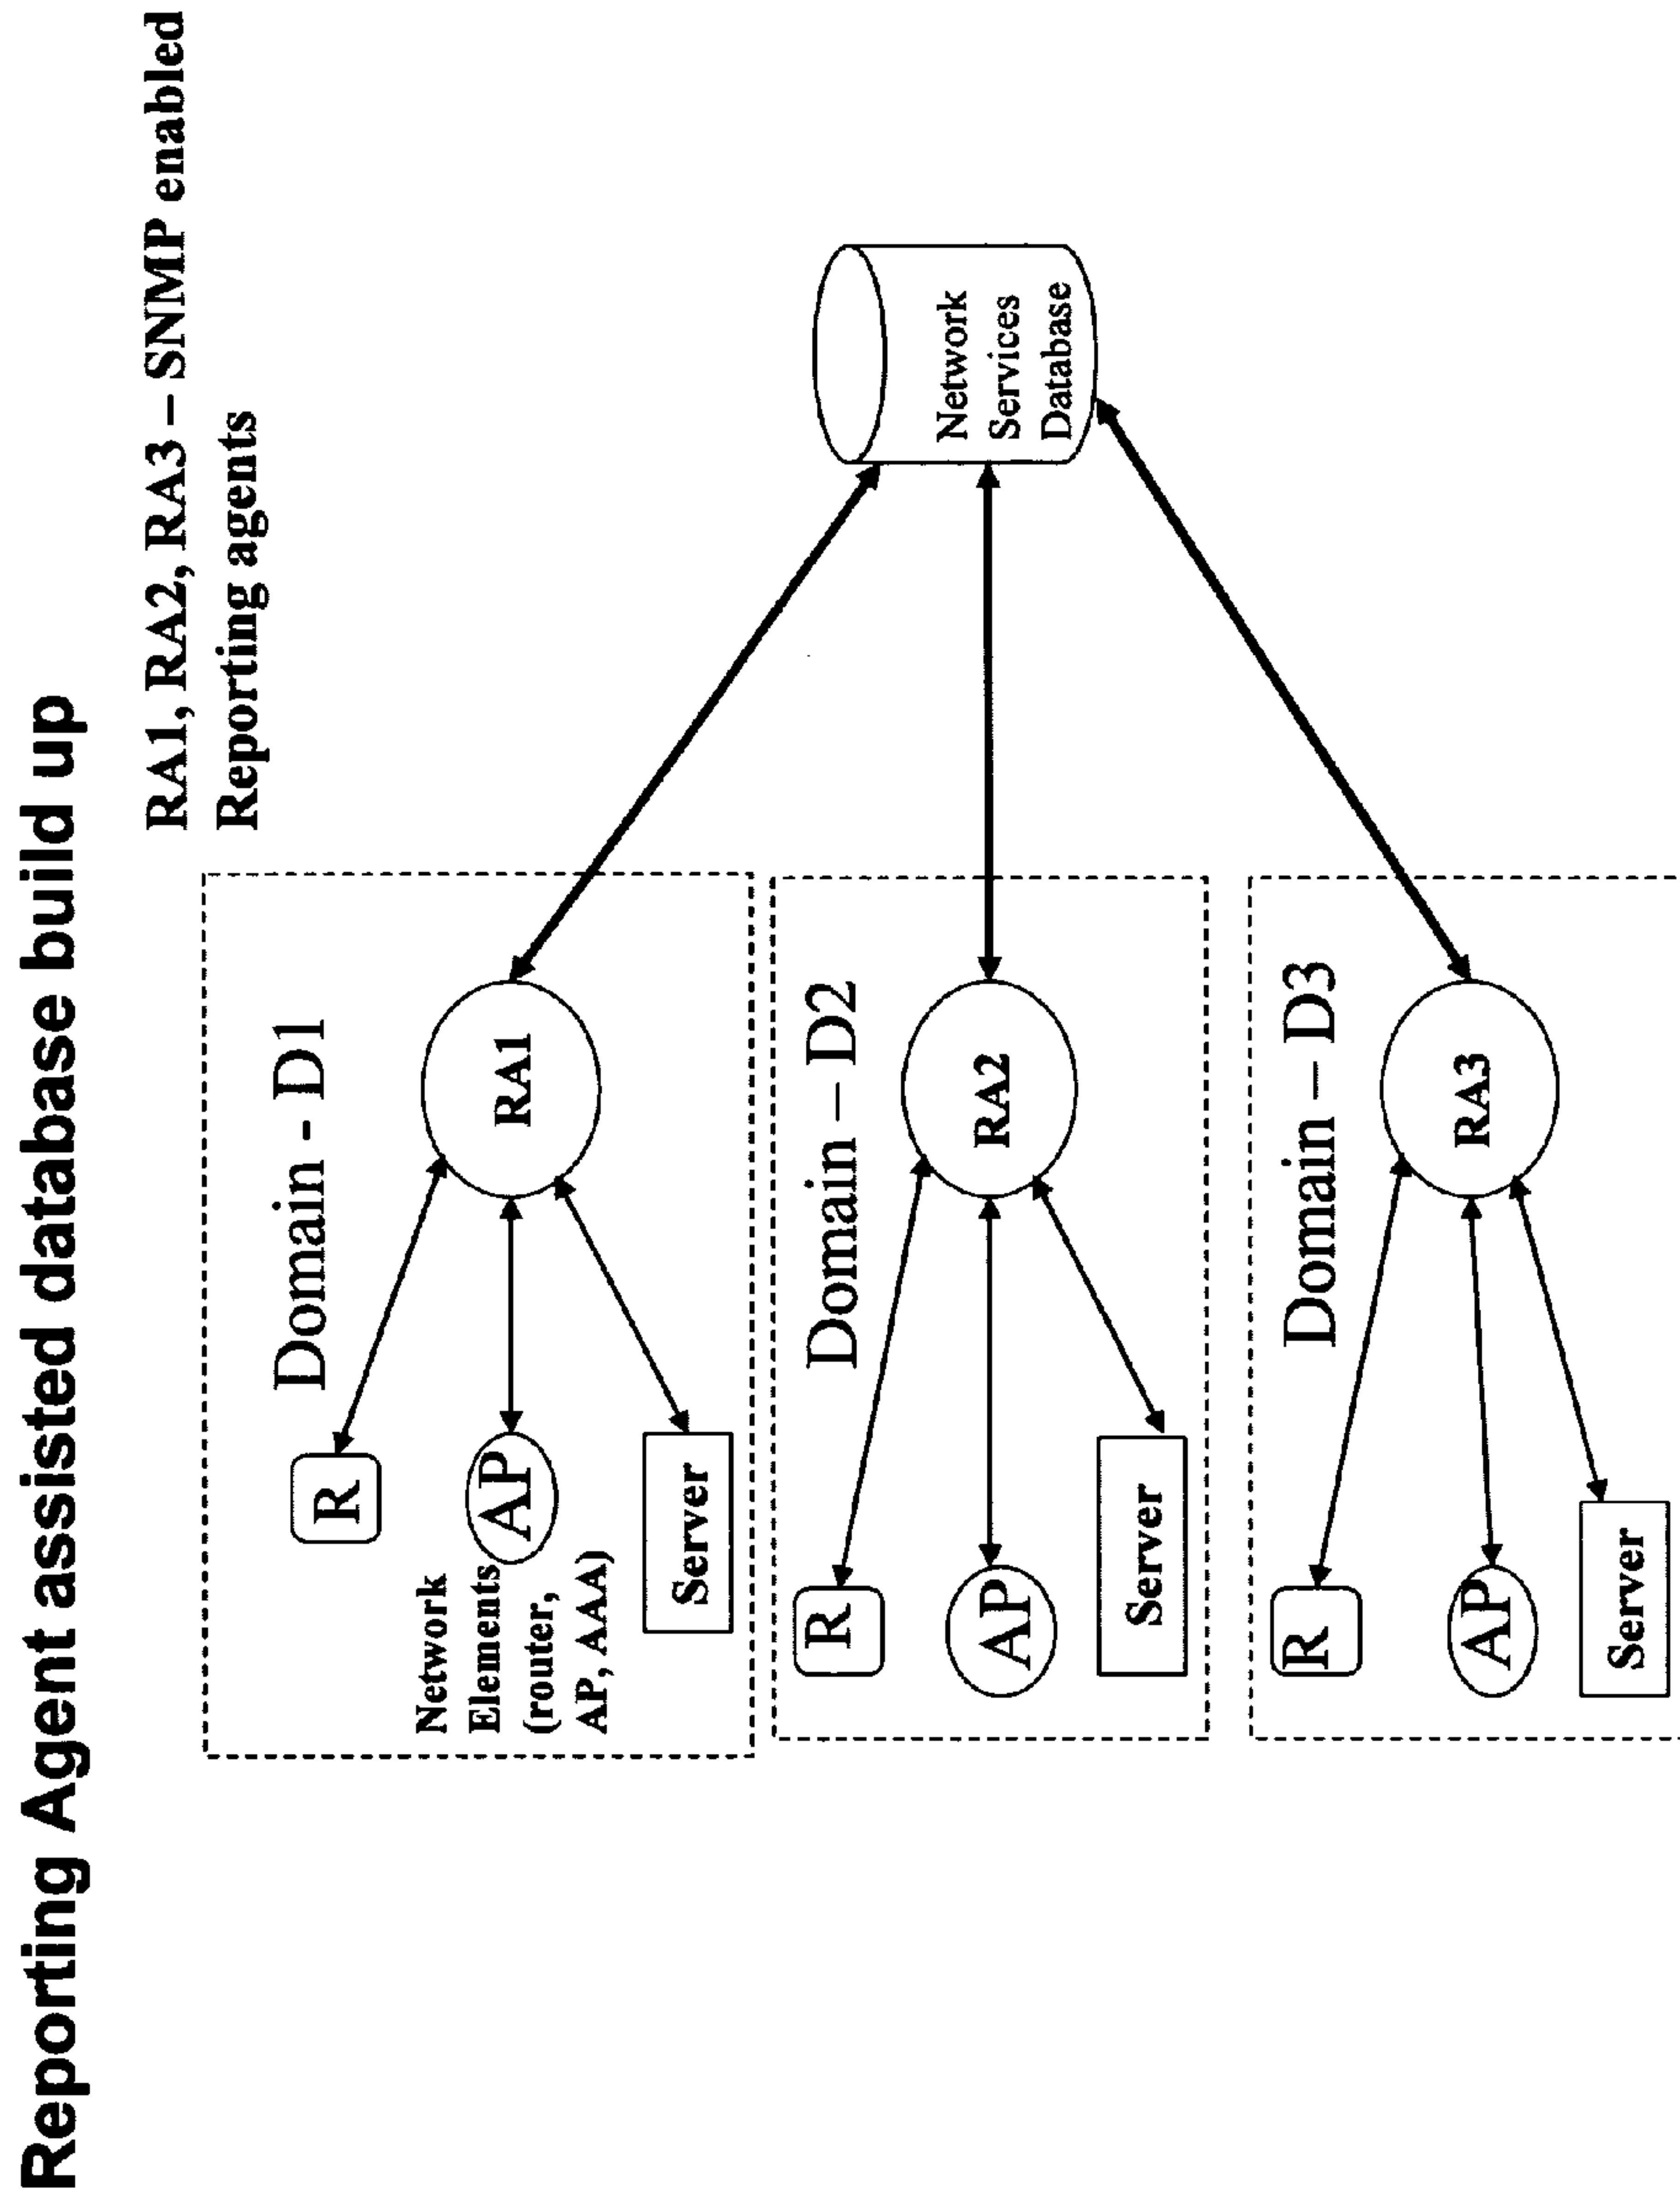 Reporting Agent assisted database build up
RA1, RA2, RA3 – SNMP enabled
Reporting agents
Domain - D1
R
AP
Network
Elements
(router,
AP, AAA)
Server
RA1
Domain – D2
R
AP
Server
RA2
Domain – D3
R
AP
Server
RA3
Network
Services
Database